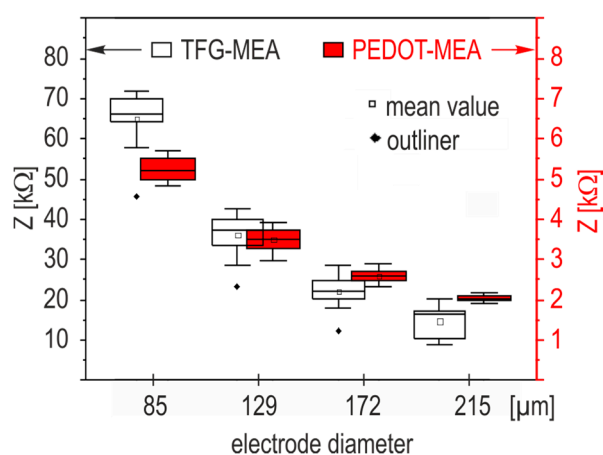 TFG-MEA
PEDOT-MEA
mean value
outliner
Z [kΩ]
80
70
60
50
40
30
20
10
Z [kΩ]
8
7
6
5
4
3
2
1
0
85 129 172 215 [µm]
electrode diameter